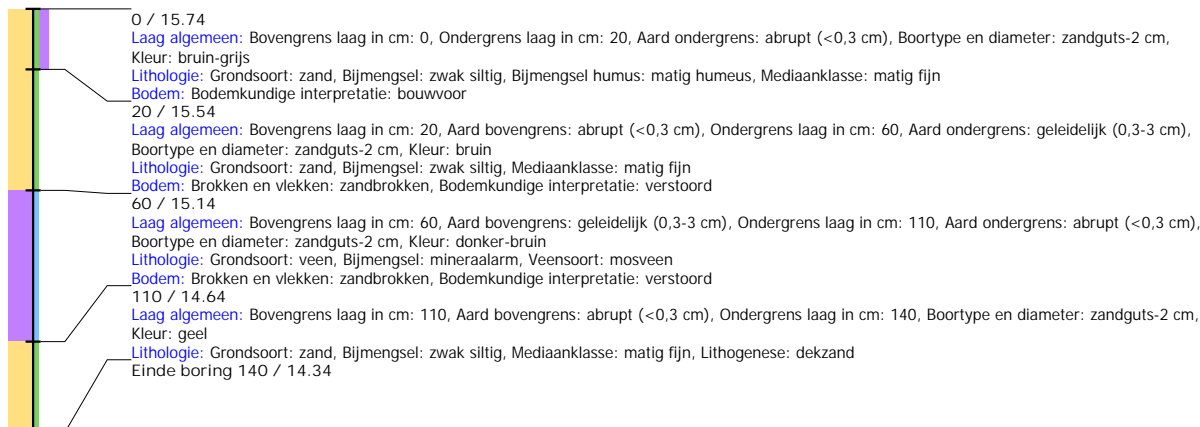 0 / 15.74
Laag algemeen: Bovengrens laag in cm: 0, Ondergrens laag in cm: 20, Aard ondergrens: abrupt (<0,3 cm), Boortype en diameter: zandguts-2 cm,
Kleur: bruin-grijs
Lithologie: Grondsoort: zand, Bijmengsel: zwak siltig, Bijmengsel humus: matig humeus, Mediaanklasse: matig fijn
Bodem: Bodemkundige interpretatie: bouwvoor
20 / 15.54
Laag algemeen: Bovengrens laag in cm: 20, Aard bovengrens: abrupt (<0,3 cm), Ondergrens laag in cm: 60, Aard ondergrens: geleidelijk (0,3-3 cm),
Boortype en diameter: zandguts-2 cm, Kleur: bruin
Lithologie: Grondsoort: zand, Bijmengsel: zwak siltig, Mediaanklasse: matig fijn
Bodem: Brokken en vlekken: zandbrokken, Bodemkundige interpretatie: verstoord
60 / 15.14
Laag algemeen: Bovengrens laag in cm: 60, Aard bovengrens: geleidelijk (0,3-3 cm), Ondergrens laag in cm: 110, Aard ondergrens: abrupt (<0,3 cm),
Boortype en diameter: zandguts-2 cm, Kleur: donker-bruin
Lithologie: Grondsoort: veen, Bijmengsel: mineraalarm, Veensoort: mosveen
Bodem: Brokken en vlekken: zandbrokken, Bodemkundige interpretatie: verstoord
110 / 14.64
Laag algemeen: Bovengrens laag in cm: 110, Aard bovengrens: abrupt (<0,3 cm), Ondergrens laag in cm: 140, Boortype en diameter: zandguts-2 cm,
Kleur: geel
Lithologie: Grondsoort: zand, Bijmengsel: zwak siltig, Mediaanklasse: matig fijn, Lithogenese: dekzand
Einde boring 140 / 14.34